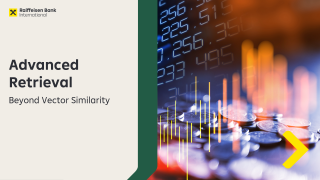 Raiffeisen Bank
International
Advanced
Retrieval
Beyond Vector Similarity